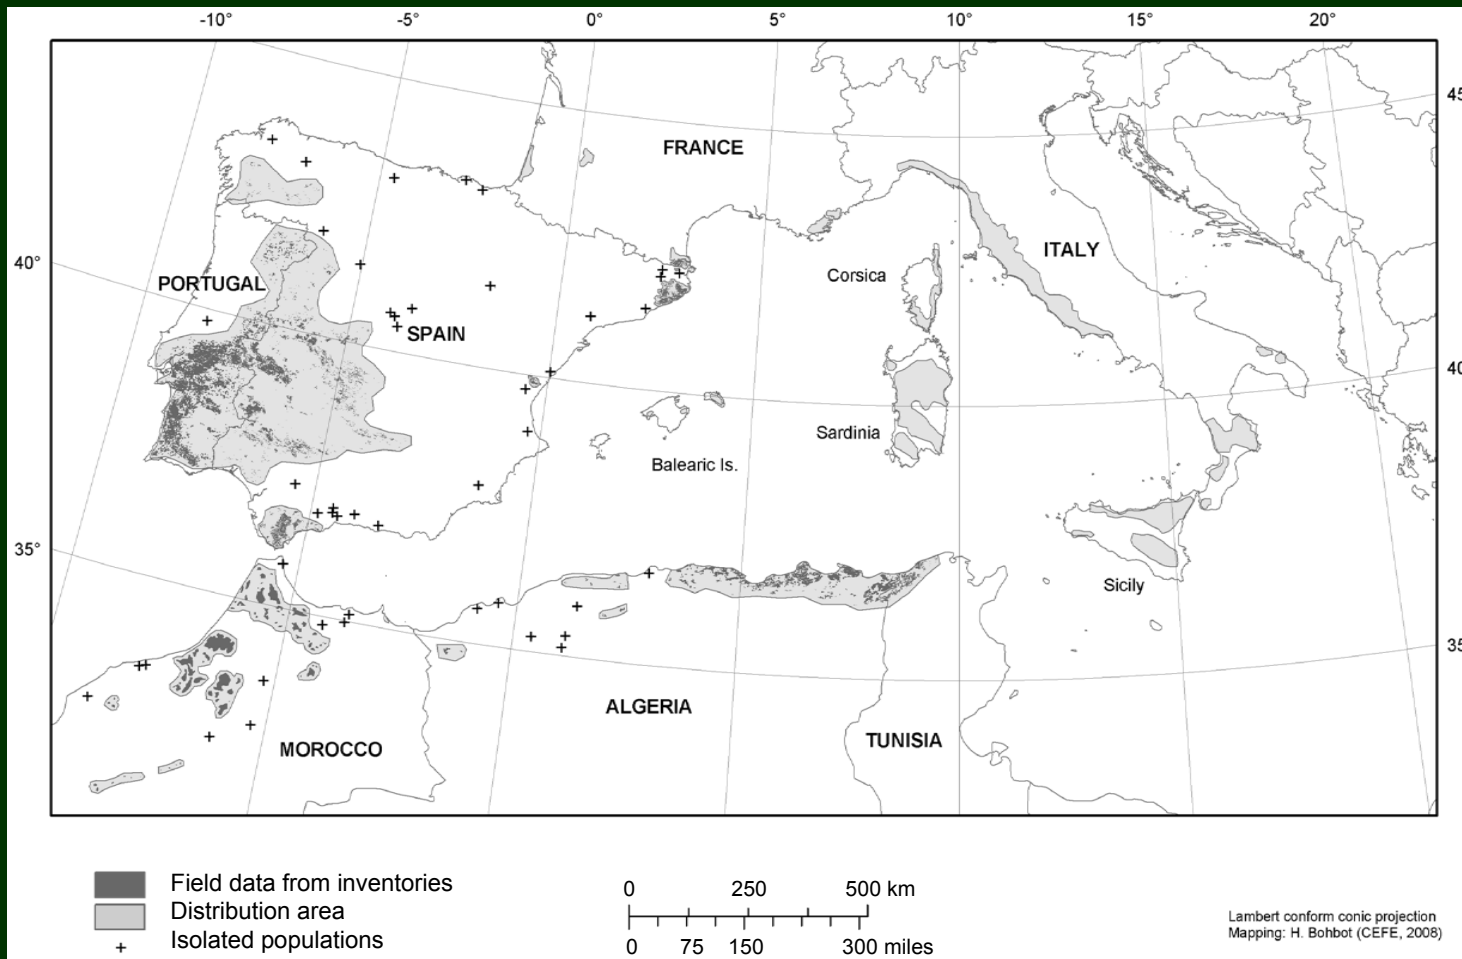 -10° -5° 0° 5° 10° 15° 20°
45
FRANCE
ITALY
40°
Corsica
PORTUGAL
SPAIN
40
Sardinia
Balearic Is.
35°
Sicily
35
ALGERIA
TUNISIA
MOROCCO
Field data from inventories
Distribution area
Isolated populations
0 250 500 km
0 75 150 300 miles
Lambert conform conic projection
Mapping: H. Bohbot (CEFE, 2008)